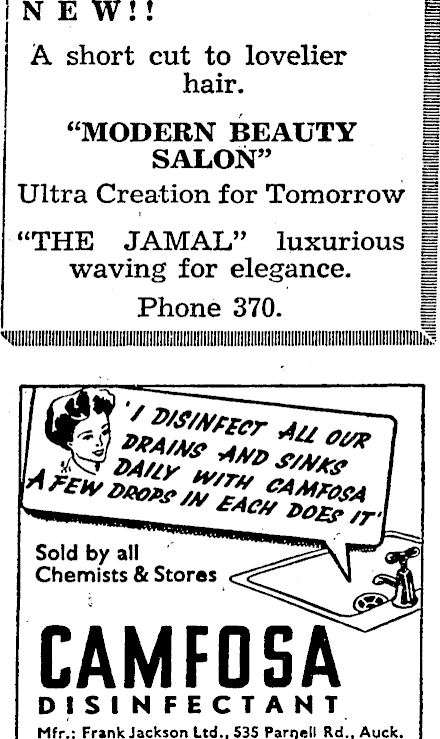 NEW!!
A short cut to lovelier
hair.
“MODERN BEAUTY
SALON”
Ultra Creation for Tomorrow
“THE JAMAL” luxurious
waving for elegance.
Phone 370.
'I DISINFECT ALL OUR
DRAINS AND SINKS
DAILY WITH CAMFOSA
A FEW DROPS IN EACH DOES IT'
Sold by all
Chemists & Stores
CAMFOSA
DISINFECTANT
Mfr.: Frank Jackson Ltd., 535 Parnell Rd., Auck.